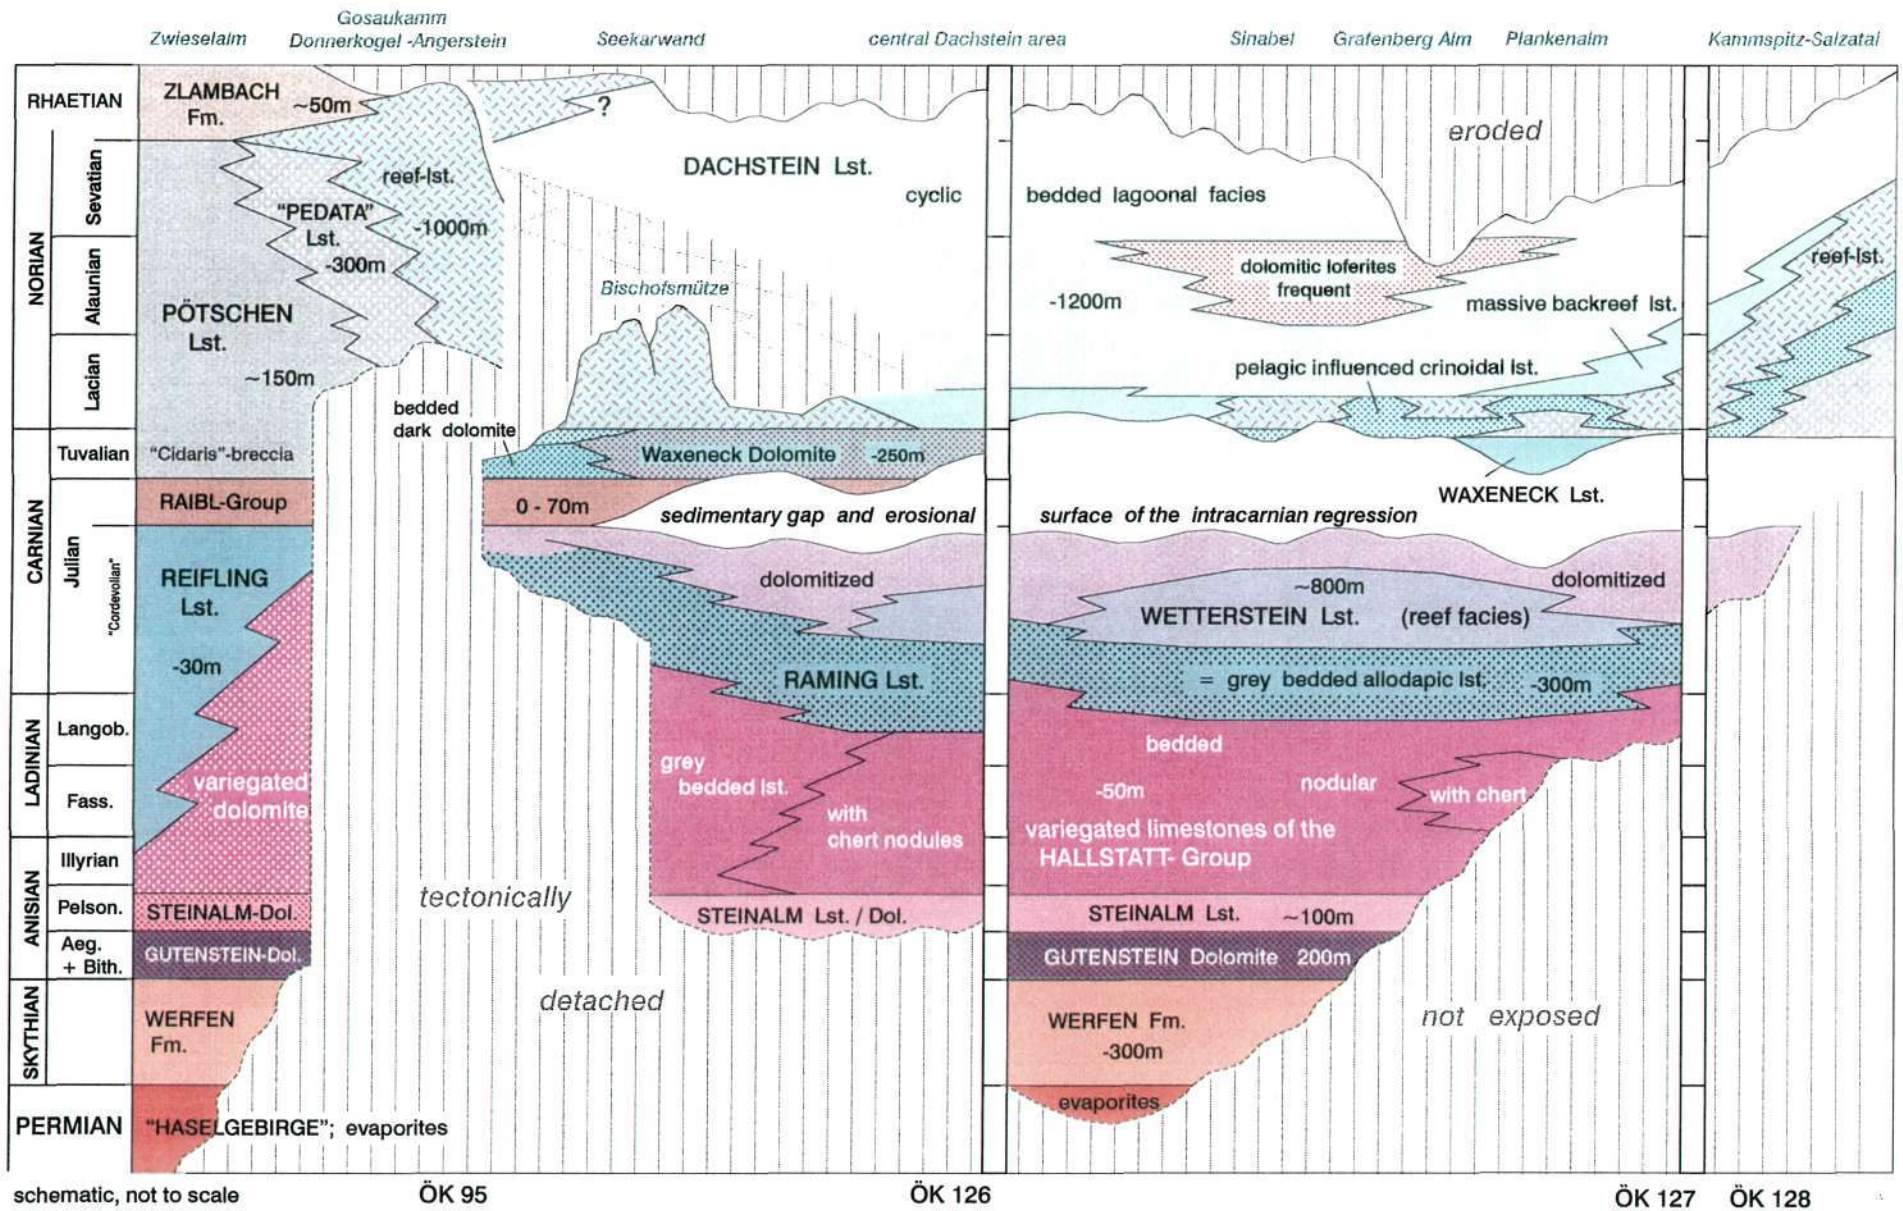 Zwieselalm
Gosaukamm
Donnerkogel -Angerstein
Seekarwand
central Dachstein area
Sinabel
Grafenberg Alm
Plankenalm
Kammspitz-Salzatal
RHAETIAN
NORIAN
Sevatian
Alaunian
Lacian
CARNIAN
Tuvalian
Julian
"Cordevolian"
LADINIAN
Langob.
Fass.
ANISIAN
Illyrian
Pelson.
Aeg.
+ Bith.
SKYTHIAN
PERMIAN
ZLAMBACH
Fm.
~50m
reef-lst.
-1000m
"PEDATA"
Lst.
-300m
PÖTSCHEN
Lst.
~150m
"Cidaris"-breccia
RAIBL-Group
REIFLING
Lst.
-30m
variegated
dolomite
STEINALM-Dol.
GUTENSTEIN-Dol.
WERFEN
Fm.
"HASELGEBIRGE"; evaporites
?
DACHSTEIN Lst.
cyclic
Bischofsmütze
bedded
dark dolomite
Waxeneck Dolomite -250m
0 - 70m
sedimentary gap and erosional
dolomitized
RAMING Lst.
grey
bedded lst.
with
chert nodules
STEINALM Lst. / Dol.
tectonically
detached
eroded
bedded lagoonal facies
dolomitic loferites
frequent
-1200m
massive backreef lst.
pelagic influenced crinoidal lst.
reef-lst.
WAXENECK Lst.
surface of the intracarnian regression
~800m
dolomitized
WETTERSTEIN Lst. (reef facies)
= grey bedded allodapic lst. -300m
bedded
-50m
nodular
with chert
variegated limestones of the
HALLSTATT- Group
STEINALM Lst. ~100m
GUTENSTEIN Dolomite 200m
WERFEN Fm.
-300m
evaporites
not exposed
schematic, not to scale
ÖK 95
ÖK 126
ÖK 127
ÖK 128